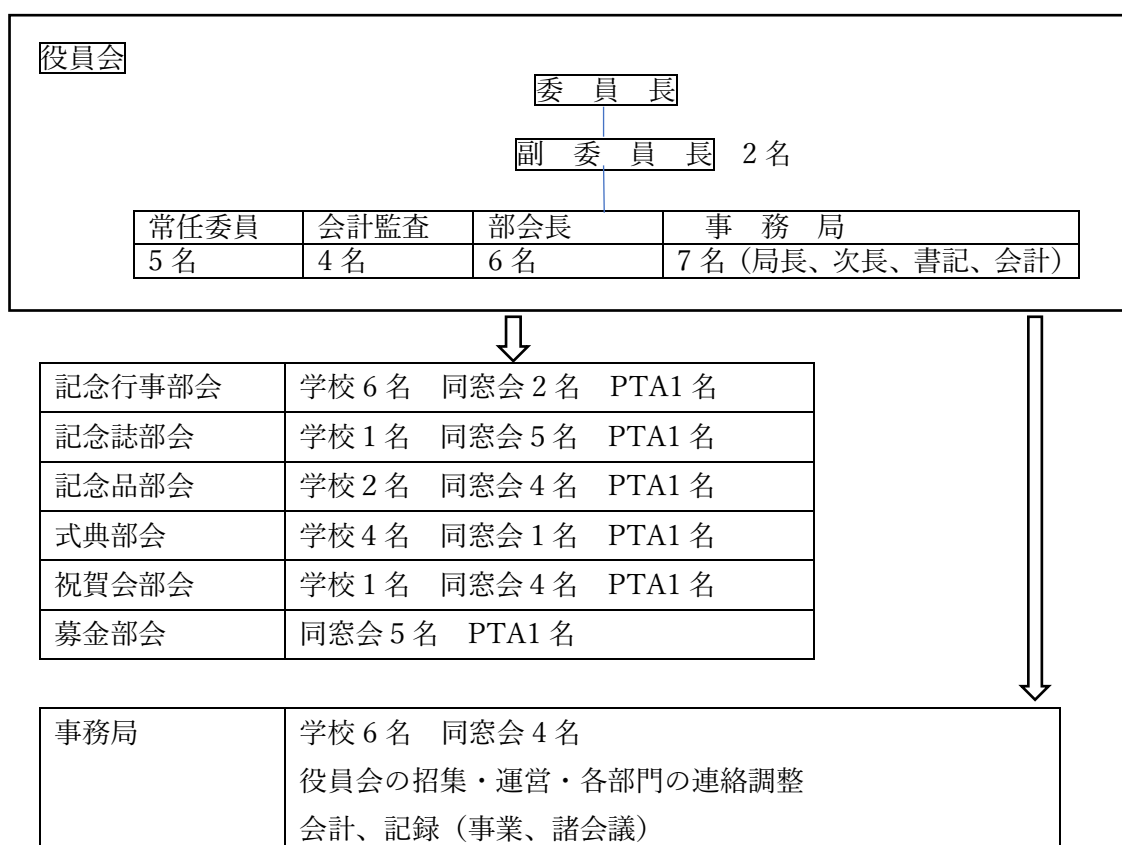 役員会
委　員　長
副　委　員　長　2名
常任委員　会計監査　部会長　事　務　局
5名　4名　6名　7名（局長、次長、書記、会計）
記念行事部会　学校6名　同窓会2名　PTA1名
記念誌部会　学校1名　同窓会5名　PTA1名
記念品部会　学校2名　同窓会4名　PTA1名
式典部会　学校4名　同窓会1名　PTA1名
祝賀会部会　学校1名　同窓会4名　PTA1名
募金部会　同窓会5名　PTA1名
事務局　学校6名　同窓会4名
役員会の招集・運営・各部門の連絡調整
会計、記録（事業、諸会議）